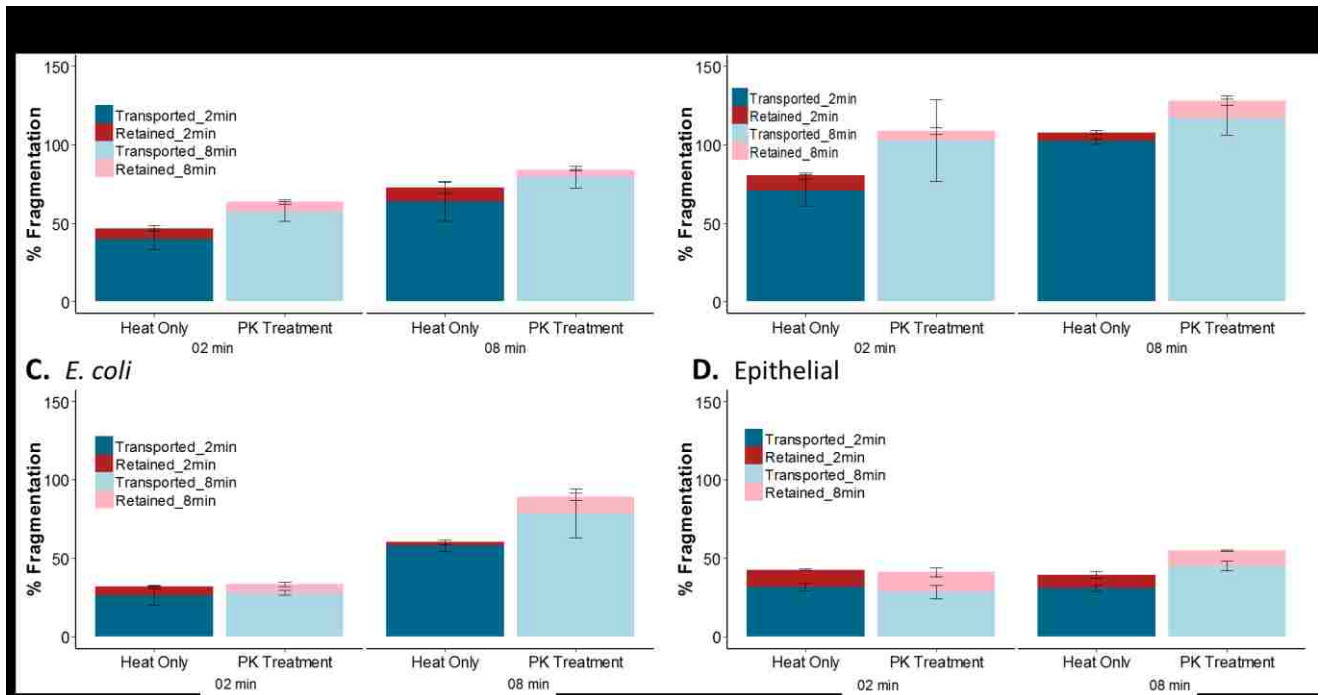 150
100
50
0
% Fragmentation
Transported_2min
Retained_2min
Transported_8min
Retained_8min
Heat Only PK Treatment Heat Only PK Treatment
02 min 08 min
150
100
50
0
% Fragmentation
Transported_2min
Retained_2min
Transported_8min
Retained_8min
Heat Only PK Treatment Heat Only PK Treatment
02 min 08 min
C. E. coli
150
100
50
0
% Fragmentation
Transported_2min
Retained_2min
Transported_8min
Retained_8min
Heat Only PK Treatment Heat Only PK Treatment
02 min 08 min
D. Epithelial
150
100
50
0
% Fragmentation
Transported_2min
Retained_2min
Transported_8min
Retained_8min
Heat Only PK Treatment Heat Only PK Treatment
02 min 08 min